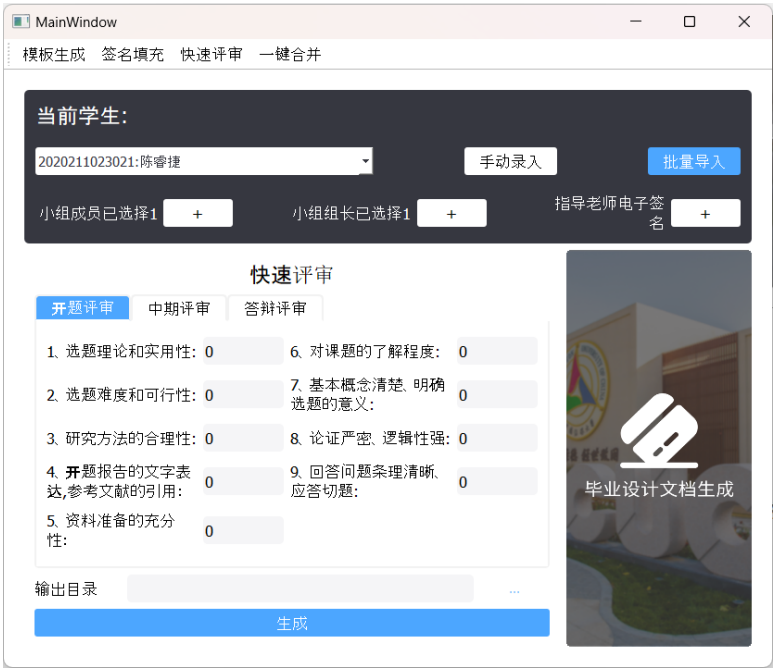 MainWindow
模板生成 签名填充 快速评审 一键合并
当前学生:
2020211023021:陈睿捷
手动录入
批量导入
小组成员已选择1 +
小组组长已选择1 +
指导老师电子签
名 +
快速评审
开题评审 中期评审 答辩评审
1、选题理论和实用性: 0
6、对课题的了解程度: 0
2、选题难度和可行性: 0
7、基本概念清楚、明确
选题的意义: 0
3、研究方法的合理性: 0
8、论证严密、逻辑性强: 0
4、开题报告的文字表
达,参考文献的引用: 0
9、回答问题条理清晰、
应答切题: 0
5、资料准备的充分
性: 0
输出目录 ...
生成
毕业设计文档生成